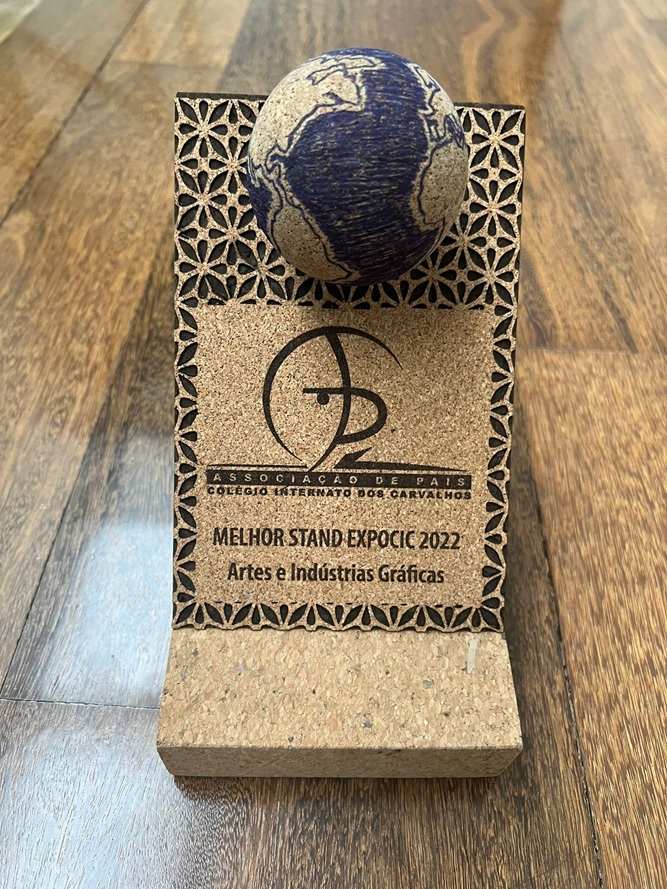 ASSOCIAÇÃO DE PAIS
COLÉGIO INTERNATO DOS CARVALHOS
MELHOR STAND EXPOCIC 2022
Artes e Indústrias Gráficas